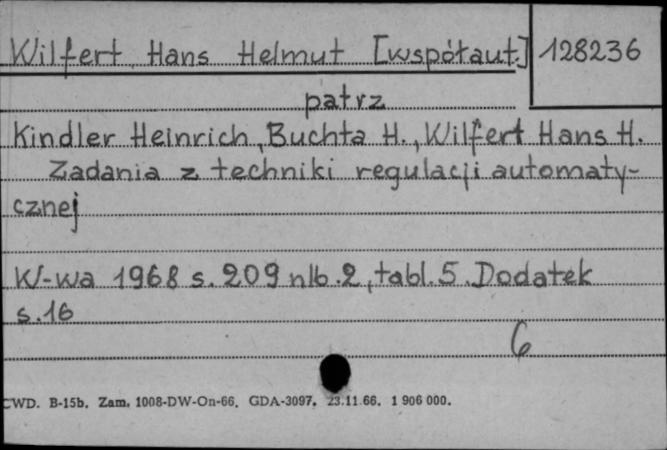 Wilfert Hans Helmut [współaut.] 128236
patrz
Kindler Heinrich, Buchta H., Wilfert Hans H.
Zadania z techniki regulacji automaty-
cznej
W-wa 1968 s. 209 nlb. 2, tabl. 5. Dodatek
s. 16
6
CWD. B-15b. Zam. 1008-DW-On-66. GDA-3097. 23.11.66. 1 906 000.